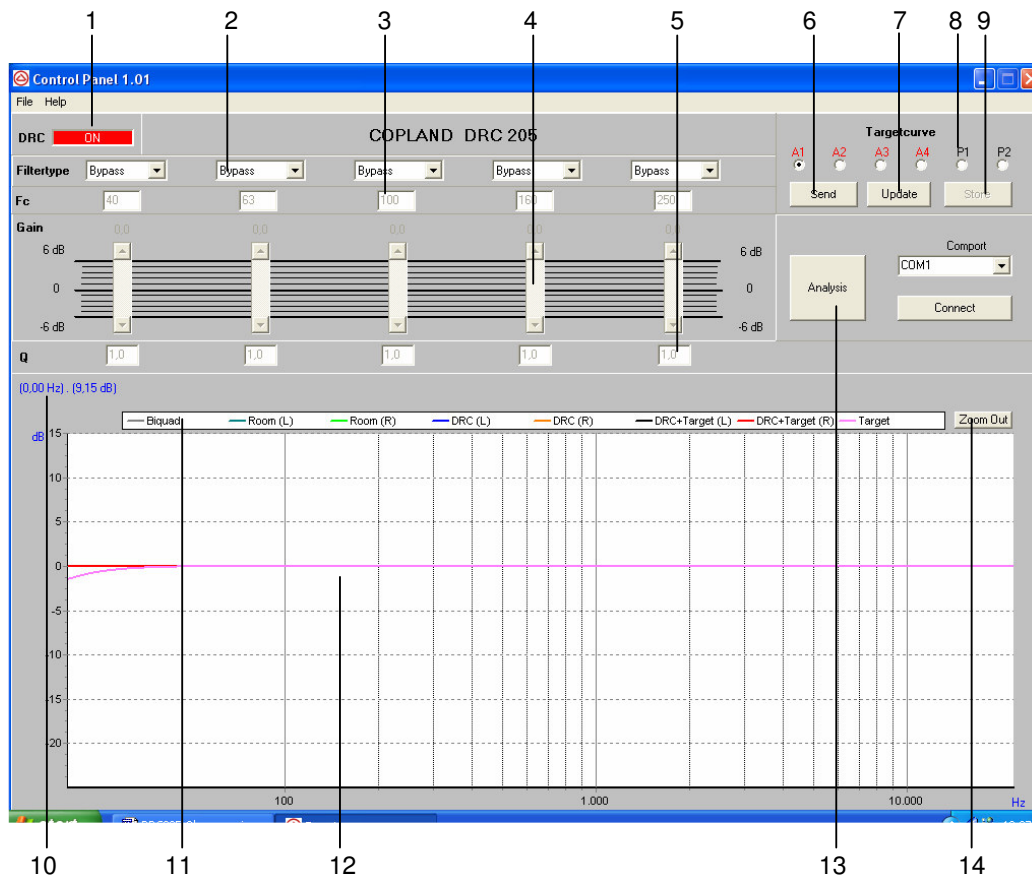 1 2 3 4 5 6 7 8 9
Control Panel 1.01
File Help
DRC ON COPLAND DRC 205 Targetcurve
A1 A2 A3 A4 P1 P2
Filtertype Bypass Bypass Bypass Bypass Bypass
Send Update Store
Fc 40 63 100 160 250
Gain 0,0 0,0 0,0 0,0 0,0
6 dB 6 dB
Comport
COM1
0 0
Analysis
Connect
-6 dB -6 dB
Q 1,0 1,0 1,0 1,0 1,0
(0,00 Hz) . (9,15 dB)
Biquad Room (L) Room (R) DRC (L) DRC (R) DRC+Target (L) DRC+Target (R) Target Zoom Out
dB 15
10
5
0
-5
-10
-15
-20
100 1.000 10.000 Hz
start
10 11 12 13 14